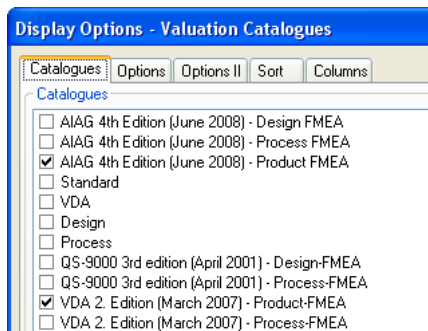 Display Options - Valuation Catalogues
Catalogues Options Options II Sort Columns
Catalogues
AIAG 4th Edition (June 2008) - Design FMEA
AIAG 4th Edition (June 2008) - Process FMEA
AIAG 4th Edition (June 2008) - Product FMEA
Standard
VDA
Design
Process
QS-9000 3rd edition (April 2001) - Design-FMEA
QS-9000 3rd edition (April 2001) - Process-FMEA
VDA 2. Edition (March 2007) - Product-FMEA
VDA 2. Edition (March 2007) - Process-FMEA